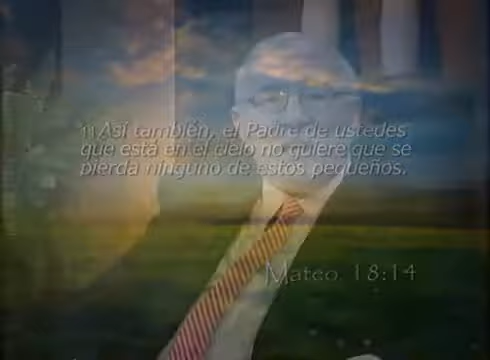 "Así también, el Padre de ustedes
que está en el cielo no quiere que se
pierda ninguno de estos pequeños.
Mateo 18:14